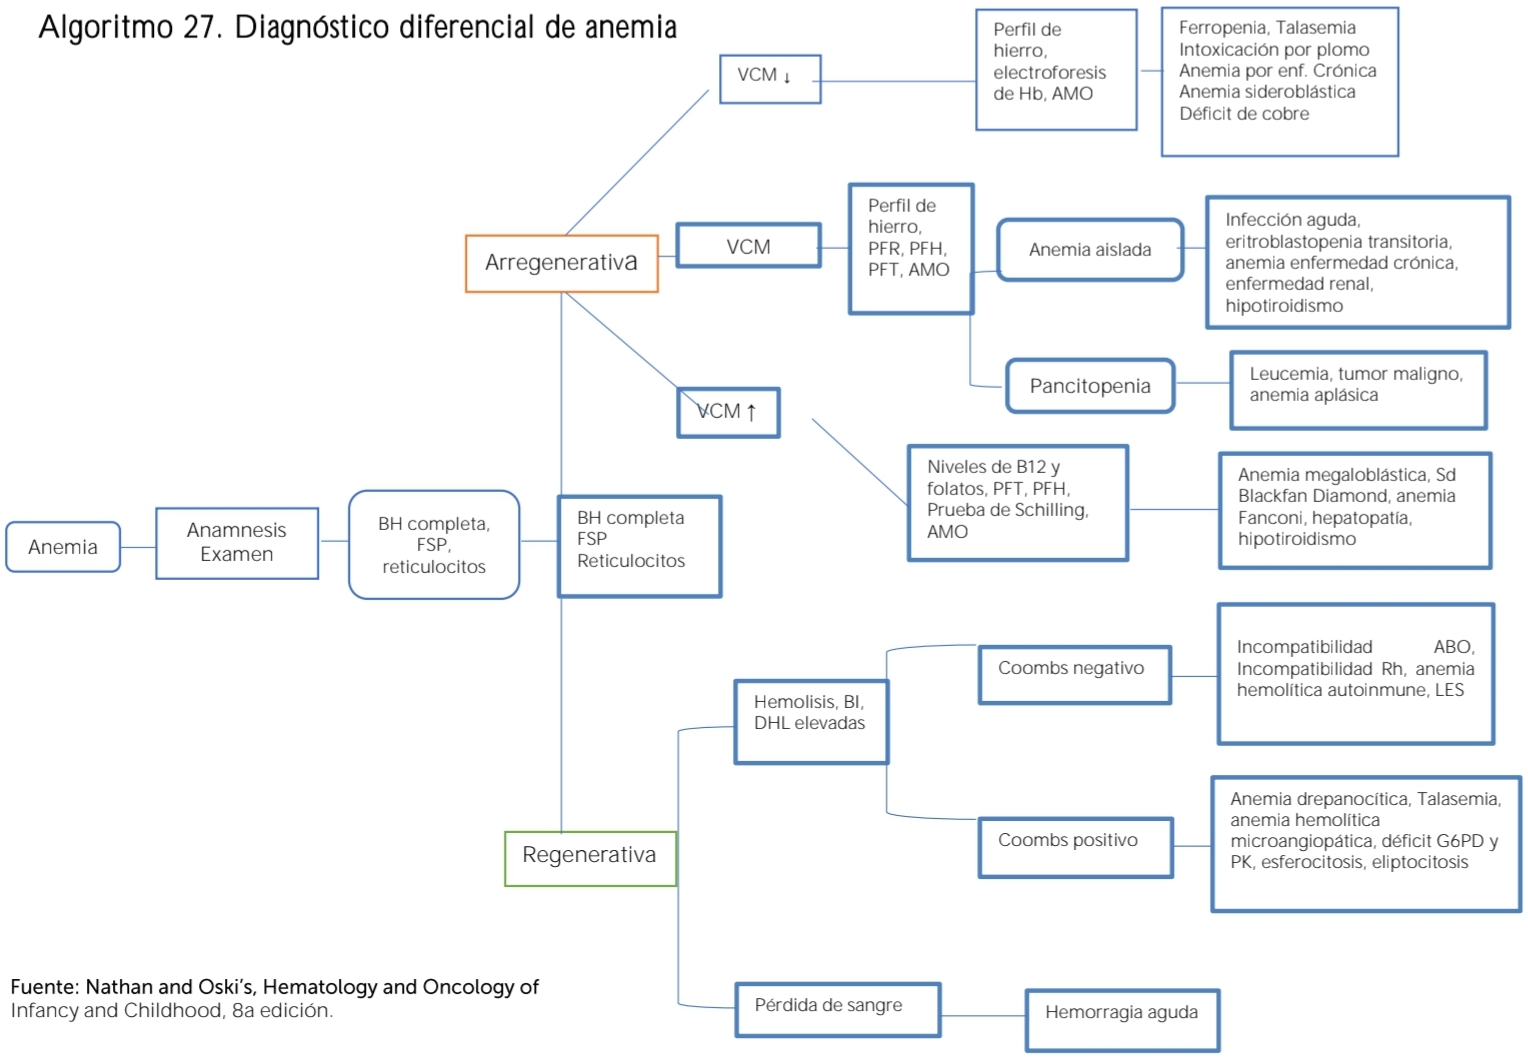 Algoritmo 27. Diagnóstico diferencial de anemia
VCM ↓
Perfil de
hierro,
electroforesis
de Hb, AMO
Ferropenia, Talasemia
Intoxicación por plomo
Anemia por enf. Crónica
Anemia sideroblástica
Déficit de cobre
Arregenerativa
VCM
Perfil de
hierro,
PFR, PFH,
PFT, AMO
Anemia aislada
Infección aguda,
eritroblastopenia transitoria,
anemia enfermedad crónica,
enfermedad renal,
hipotiroidismo
Pancitopenia
Leucemia, tumor maligno,
anemia aplásica
VCM ↑
Niveles de B12 y
folatos, PFT, PFH,
Prueba de Schilling,
AMO
Anemia megaloblástica, Sd
Blackfan Diamond, anemia
Fanconi, hepatopatía,
hipotiroidismo
Anemia
Anamnesis
Examen
BH completa,
FSP,
reticulocitos
BH completa
FSP
Reticulocitos
Regenerativa
Hemolisis, BI,
DHL elevadas
Coombs negativo
Incompatibilidad ABO,
Incompatibilidad Rh, anemia
hemolítica autoinmune, LES
Coombs positivo
Anemia drepanocítica, Talasemia,
anemia hemolítica
microangiopática, déficit G6PD y
PK, esferocitosis, eliptocitosis
Pérdida de sangre
Hemorragia aguda
Fuente: Nathan and Oski's, Hematology and Oncology of
Infancy and Childhood, 8a edición.